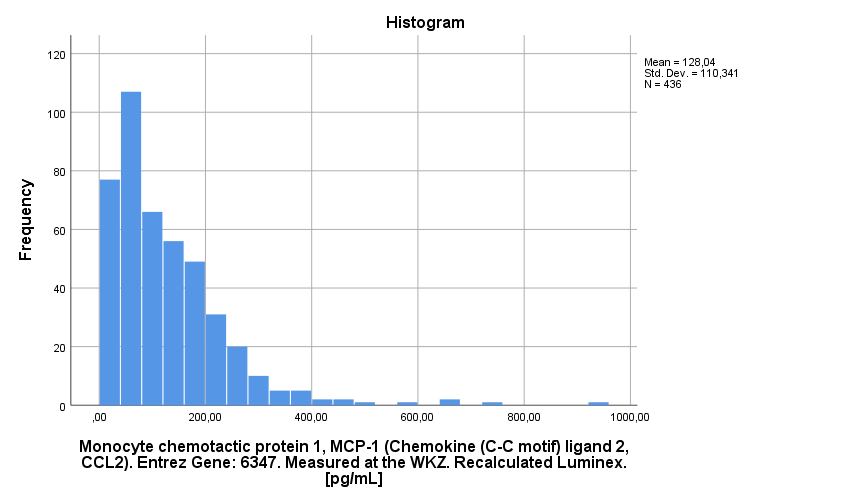 Histogram
Mean = 128,04
Std. Dev. = 110,341
N = 436
Frequency
120
100
80
60
40
20
0
,00
200,00
400,00
600,00
800,00
1000,00
Monocyte chemotactic protein 1, MCP-1 (Chemokine (C-C motif) ligand 2,
CCL2). Entrez Gene: 6347. Measured at the WKZ. Recalculated Luminex.
[pg/mL]